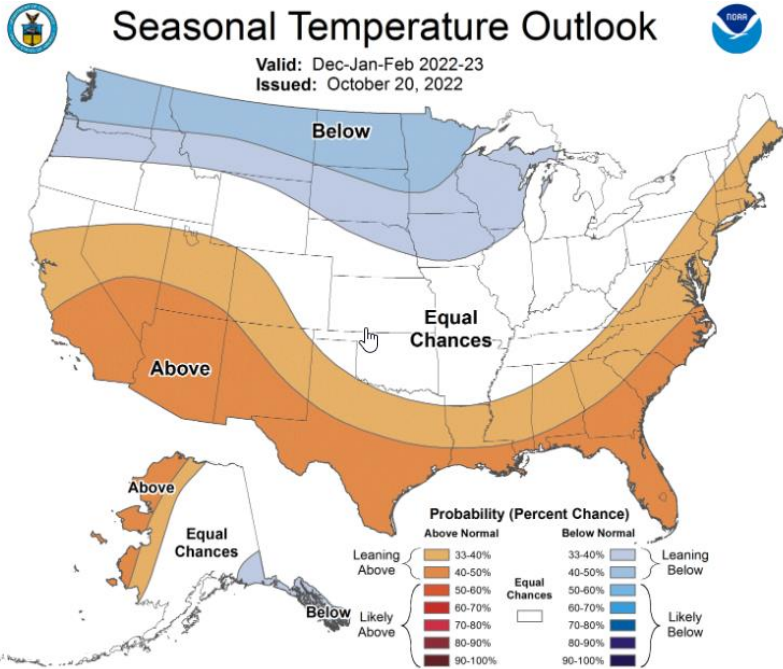 NOAA
Seasonal Temperature Outlook
Valid: Dec-Jan-Feb 2022-23
Issued: October 20, 2022
Below
Equal
Chances
Above
Above
Equal
Chances
Below
Probability (Percent Chance)
Above Normal
Below Normal
Leaning
Above
33-40%
40-50%
50-60%
60-70%
70-80%
80-90%
90-100%
Likely
Above
Equal
Chances
33-40%
40-50%
50-60%
60-70%
70-80%
80-90%
90-100%
Leaning
Below
Likely
Below